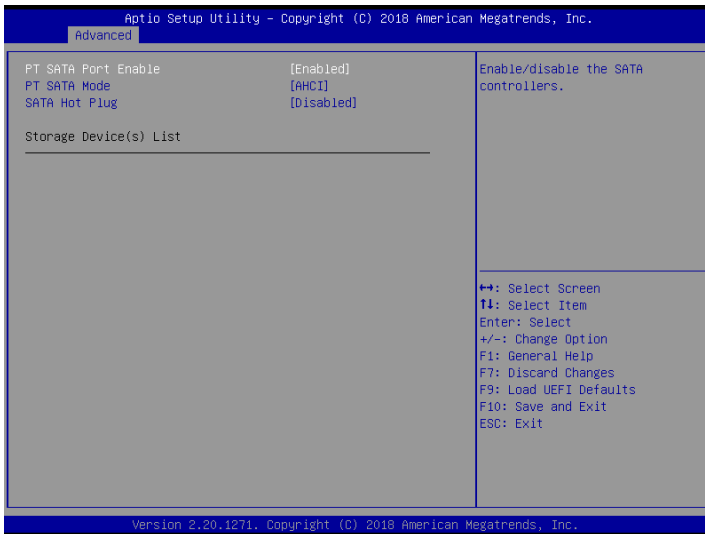 Aptio Setup Utility – Copyright (C) 2018 American Megatrends, Inc.
Advanced
PT SATA Port Enable [Enabled]
PT SATA Mode [AHCI]
SATA Hot Plug [Disabled]
Storage Device(s) List
Enable/disable the SATA
controllers.
↔: Select Screen
↑↓: Select Item
Enter: Select
+/-: Change Option
F1: General Help
F7: Discard Changes
F9: Load UEFI Defaults
F10: Save and Exit
ESC: Exit
Version 2.20.1271. Copyright (C) 2018 American Megatrends, Inc.